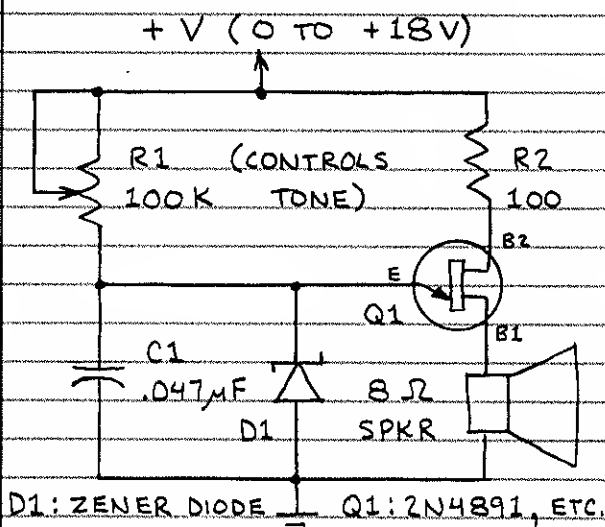 + V (0 TO +18V)
R1 (CONTROLS
100K TONE)
R2
100
B2
E
Q1
B1
C1
.047µF
D1
8 Ω
SPKR
D1: ZENER DIODE
Q1: 2N4891, ETC.